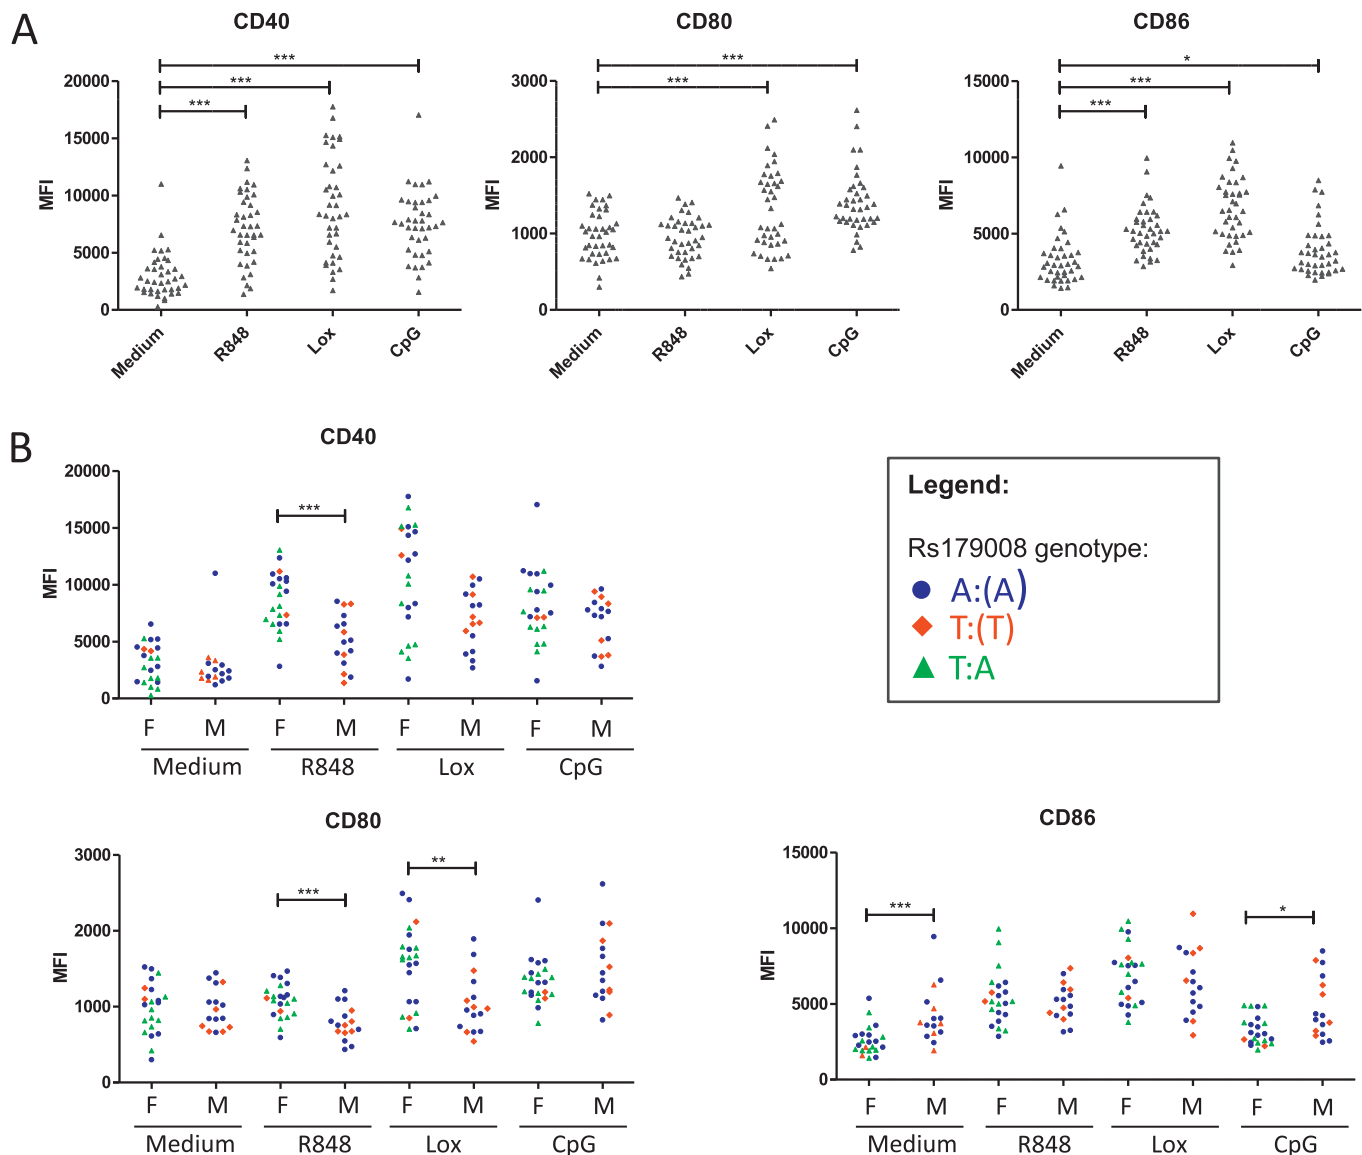 A
CD40
CD80
CD86
***
***
***
***
***
*
***
***
MFI
20000
15000
10000
5000
0
MFI
3000
2000
1000
0
MFI
15000
10000
5000
0
Medium
R848
Lox
CpG
Medium
R848
Lox
CpG
Medium
R848
Lox
CpG
B
CD40
MFI
20000
15000
10000
5000
0
***
F
M
F
M
F
M
F
M
Medium
R848
Lox
CpG
Legend:
Rs179008 genotype:
A:(A)
T:(T)
T:A
CD80
MFI
3000
2000
1000
0
***
**
F
M
F
M
F
M
F
M
Medium
R848
Lox
CpG
CD86
MFI
15000
10000
5000
0
***
*
F
M
F
M
F
M
F
M
Medium
R848
Lox
CpG